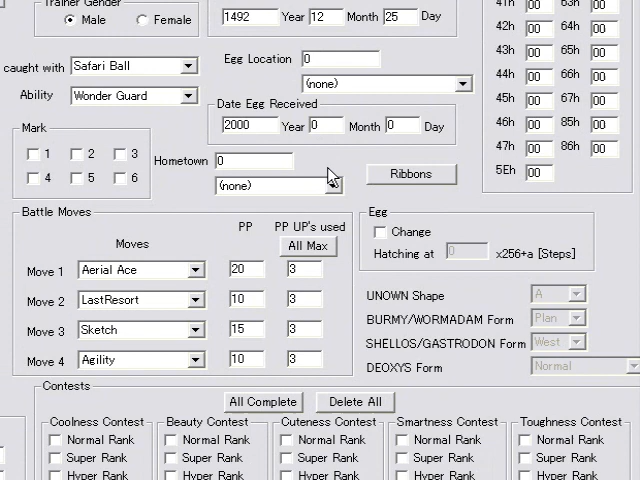 Trainer Gender
Male Female
1492 Year 12 Month 25 Day
caught with Safari Ball
Egg Location 0
(none)
Ability Wonder Guard
Date Egg Received
2000 Year 0 Month 0 Day
Mark
1 2 3
4 5 6
Hometown 0
(none)
Ribbons
41h 00 63h 00
42h 00 64h 00
43h 00 65h 00
44h 00 66h 00
45h 00 67h 00
46h 00 85h 00
47h 00 86h 00
5Eh 00
Battle Moves
Moves PP PP UP's used
All Max
Move 1 Aerial Ace 20 3
Move 2 LastResort 10 3
Move 3 Sketch 15 3
Move 4 Agility 10 3
Egg
Change
Hatching at 0 x256+a [Steps]
UNOWN Shape A
BURMY/WORMADAM Form Plan
SHELLOS/GASTRODON Form West
DEOXYS Form Normal
Contests
All Complete Delete All
Coolness Contest Beauty Contest Cuteness Contest Smartness Contest Toughness Contest
Normal Rank Normal Rank Normal Rank Normal Rank Normal Rank
Super Rank Super Rank Super Rank Super Rank Super Rank
Hyper Rank Hyper Rank Hyper Rank Hyper Rank Hyper Rank